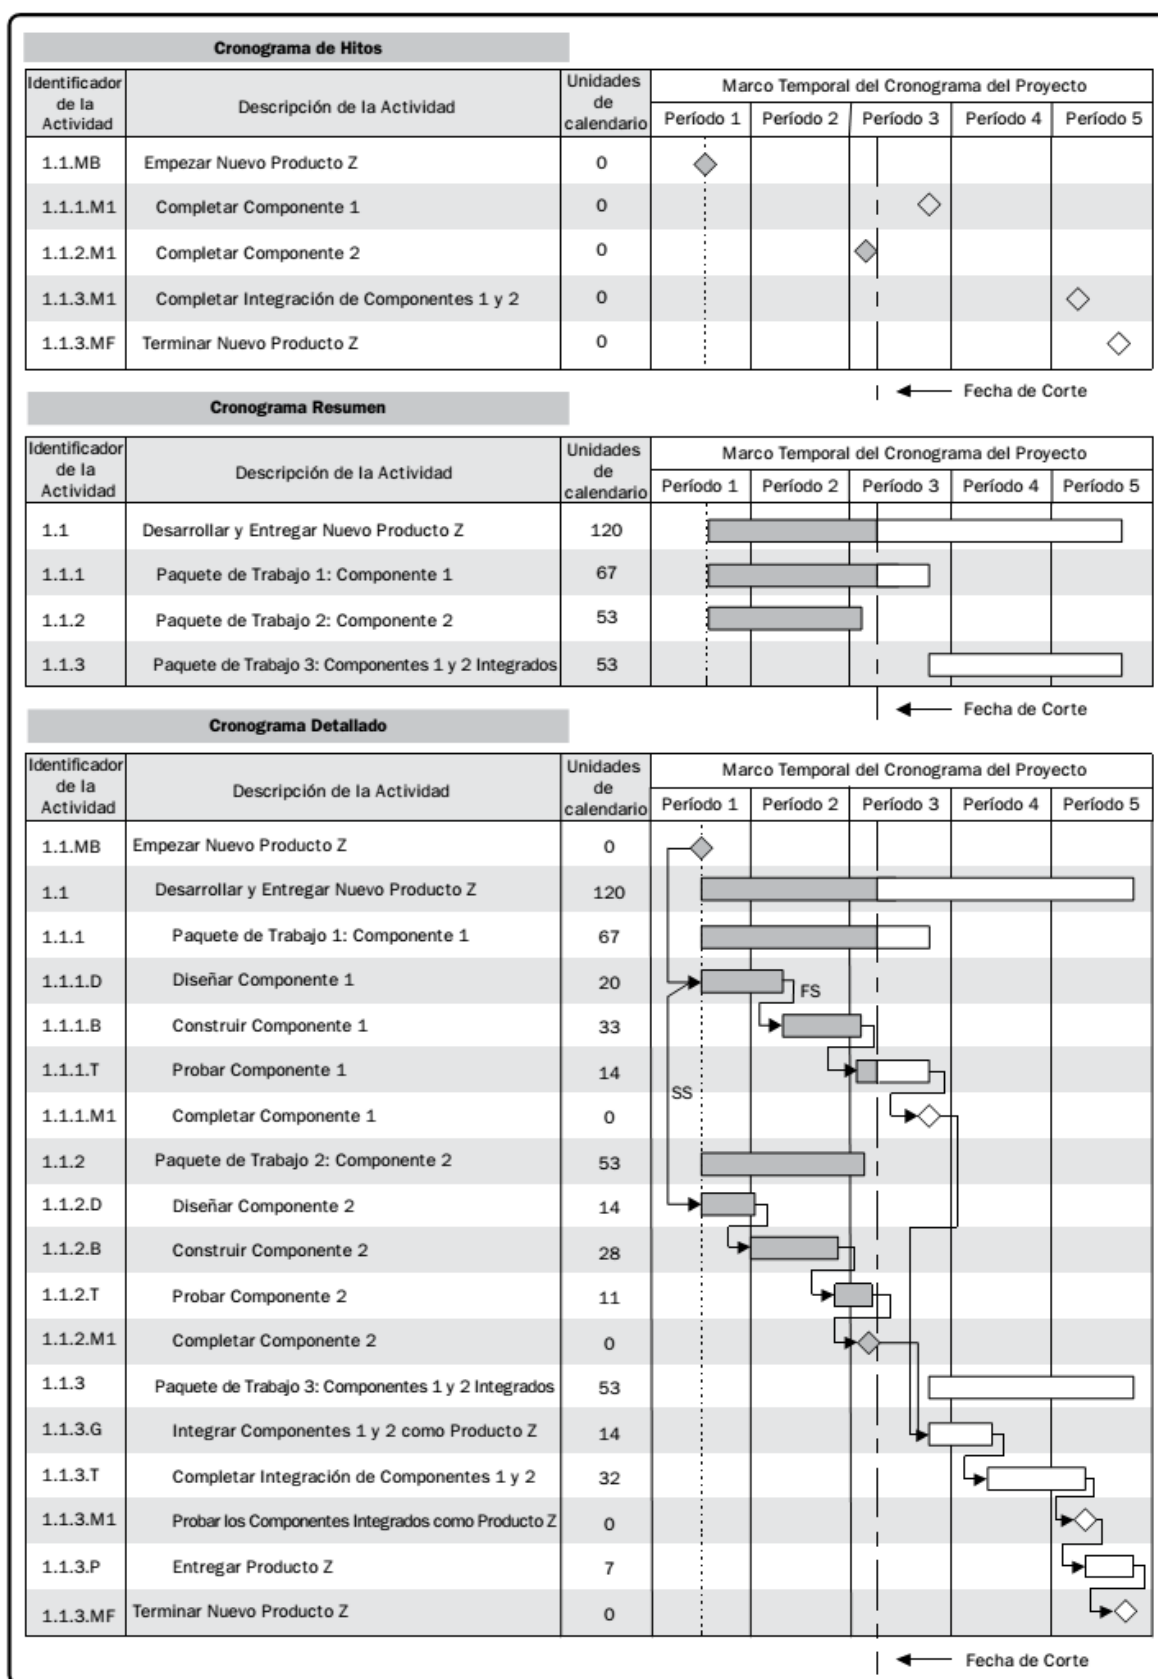 Cronograma de Hitos
Identificador de la Actividad
Descripción de la Actividad
Unidades de calendario
Marco Temporal del Cronograma del Proyecto
Período 1 Período 2 Período 3 Período 4 Período 5
1.1.MB Empezar Nuevo Producto Z 0
1.1.1.M1 Completar Componente 1 0
1.1.2.M1 Completar Componente 2 0
1.1.3.M1 Completar Integración de Componentes 1 y 2 0
1.1.3.MF Terminar Nuevo Producto Z 0
Fecha de Corte
Cronograma Resumen
Identificador de la Actividad
Descripción de la Actividad
Unidades de calendario
Marco Temporal del Cronograma del Proyecto
Período 1 Período 2 Período 3 Período 4 Período 5
1.1 Desarrollar y Entregar Nuevo Producto Z 120
1.1.1 Paquete de Trabajo 1: Componente 1 67
1.1.2 Paquete de Trabajo 2: Componente 2 53
1.1.3 Paquete de Trabajo 3: Componentes 1 y 2 Integrados 53
Fecha de Corte
Cronograma Detallado
Identificador de la Actividad
Descripción de la Actividad
Unidades de calendario
Marco Temporal del Cronograma del Proyecto
Período 1 Período 2 Período 3 Período 4 Período 5
1.1.MB Empezar Nuevo Producto Z 0
1.1 Desarrollar y Entregar Nuevo Producto Z 120
1.1.1 Paquete de Trabajo 1: Componente 1 67
1.1.1.D Diseñar Componente 1 20
FS
1.1.1.B Construir Componente 1 33
1.1.1.T Probar Componente 1 14
SS
1.1.1.M1 Completar Componente 1 0
1.1.2 Paquete de Trabajo 2: Componente 2 53
1.1.2.D Diseñar Componente 2 14
1.1.2.B Construir Componente 2 28
1.1.2.T Probar Componente 2 11
1.1.2.M1 Completar Componente 2 0
1.1.3 Paquete de Trabajo 3: Componentes 1 y 2 Integrados 53
1.1.3.G Integrar Componentes 1 y 2 como Producto Z 14
1.1.3.T Completar Integración de Componentes 1 y 2 32
1.1.3.M1 Probar los Componentes Integrados como Producto Z 0
1.1.3.P Entregar Producto Z 7
1.1.3.MF Terminar Nuevo Producto Z 0
Fecha de Corte